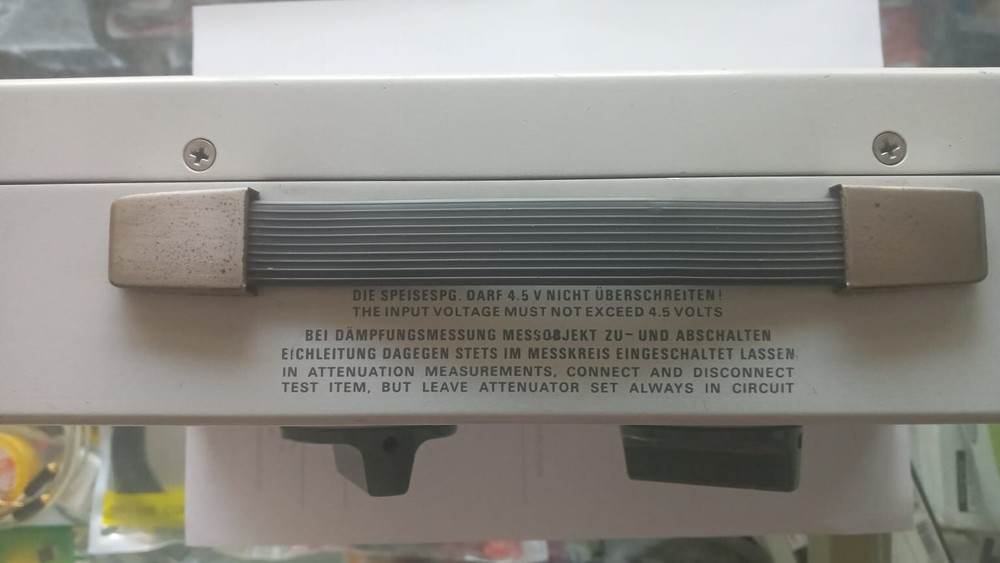 DIE SPEISESPG. DARF 4.5 V NICHT ÜBERSCHREITEN!
THE INPUT VOLTAGE MUST NOT EXCEED 4.5 VOLTS
BEI DÄMPFUNGSMESSUNG MESSOBJEKT ZU- UND ABSCHALTEN
EICHLEITUNG DAGEGEN STETS IM MESSKREIS EINGESCHALTET LASSEN.
IN ATTENUATION MEASUREMENTS, CONNECT AND DISCONNECT
TEST ITEM, BUT LEAVE ATTENUATOR SET ALWAYS IN CIRCUIT